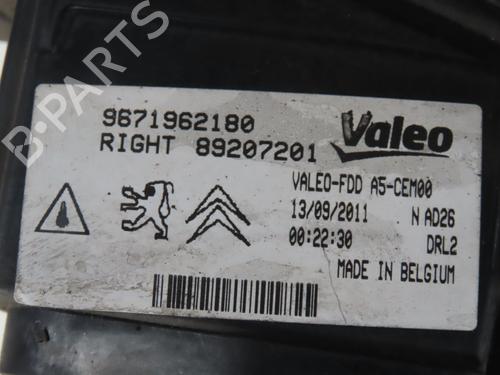 9671962180
RIGHT 89207201
Valeo
VALEO-FDD A5-CEM00
13/09/2011 N AD26
00:22:30 DRL2
MADE IN BELGIUM
B-PARTS